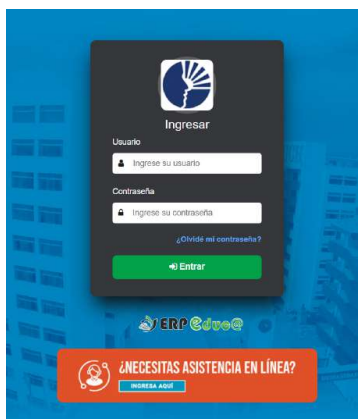 Ingresar
Usuario
Ingrese su usuario
Contraseña
Ingrese su contraseña
¿Olvidé mi contraseña?
Entrar
ERP Educ@
¿NECESITAS ASISTENCIA EN LÍNEA?
INGRESA AQUÍ